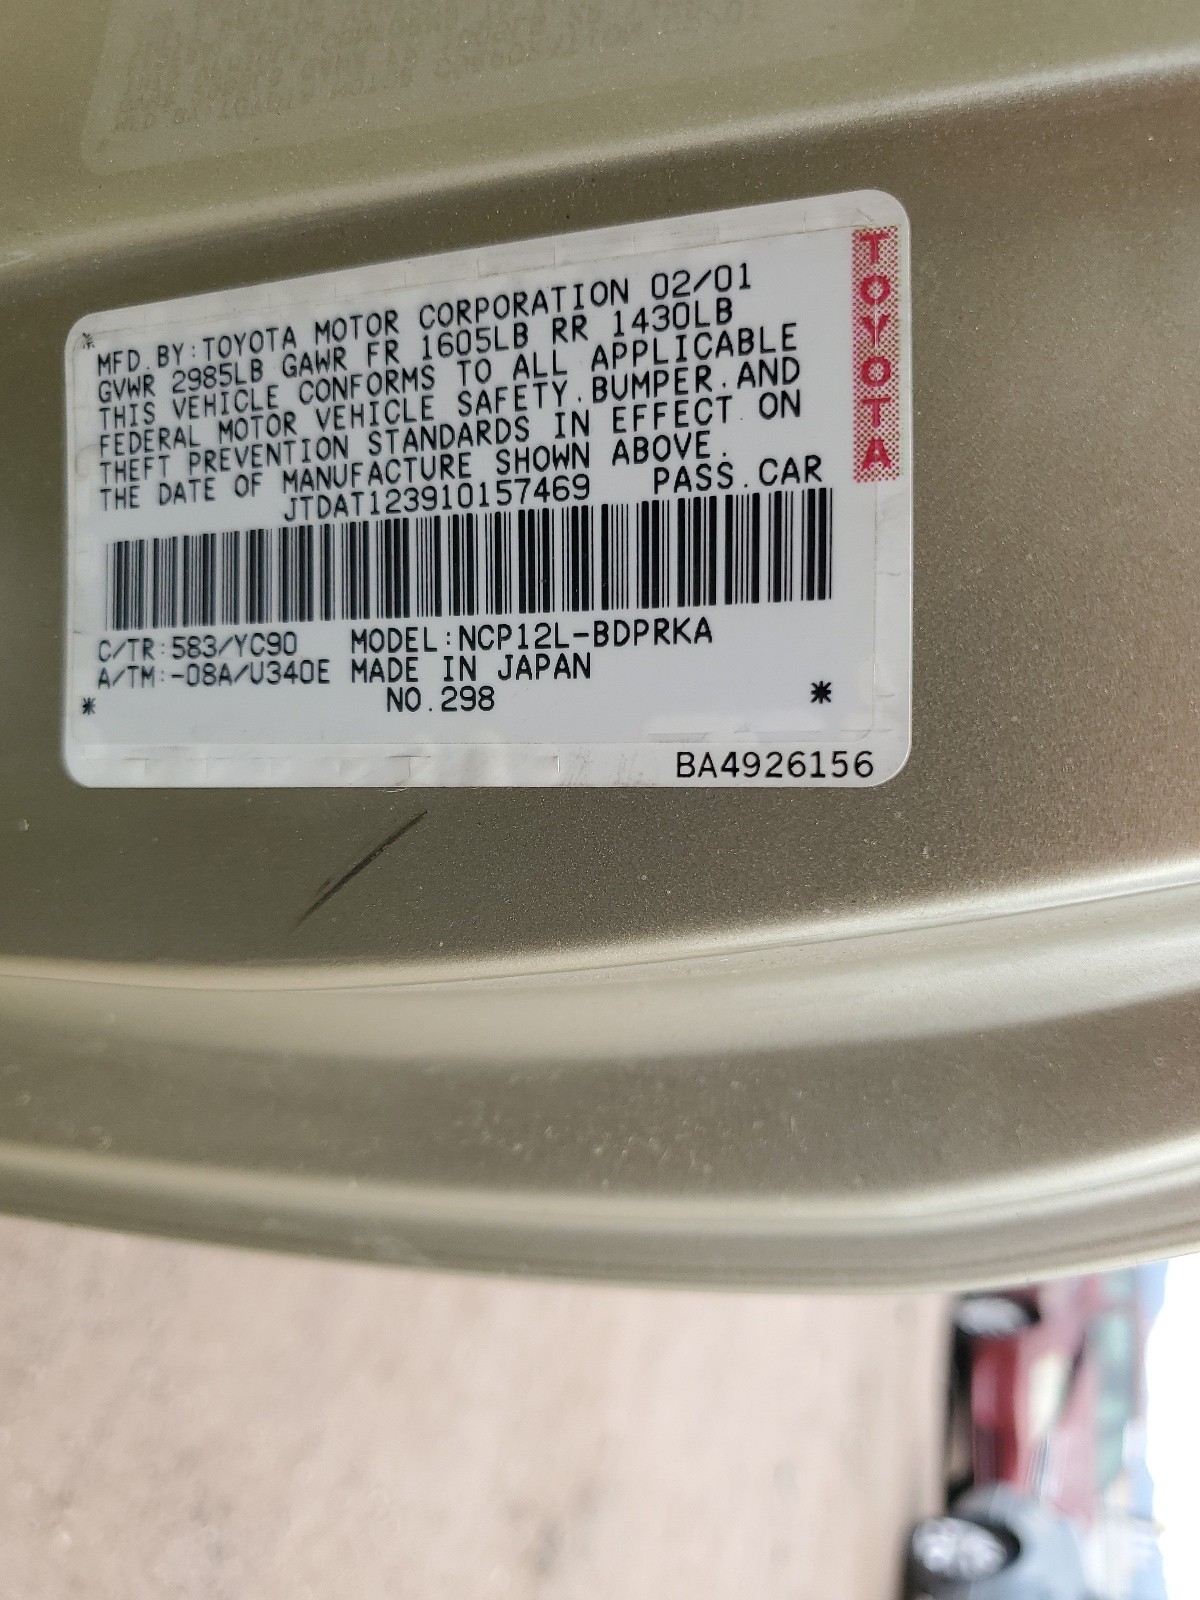 MFD.BY:TOYOTA MOTOR CORPORATION 02/01
GVWR 2985LB GAWR FR 1605LB RR 1430LB
THIS VEHICLE CONFORMS TO ALL APPLICABLE
FEDERAL MOTOR VEHICLE SAFETY,BUMPER,AND
THEFT PREVENTION STANDARDS IN EFFECT ON
THE DATE OF MANUFACTURE SHOWN ABOVE.
JTDAT123910157469 PASS.CAR
C/TR:583/YC90 MODEL:NCP12L-BDPRKA
A/TM:-08A/U340E MADE IN JAPAN
* NO.298 *
BA4926156
TOYOTA